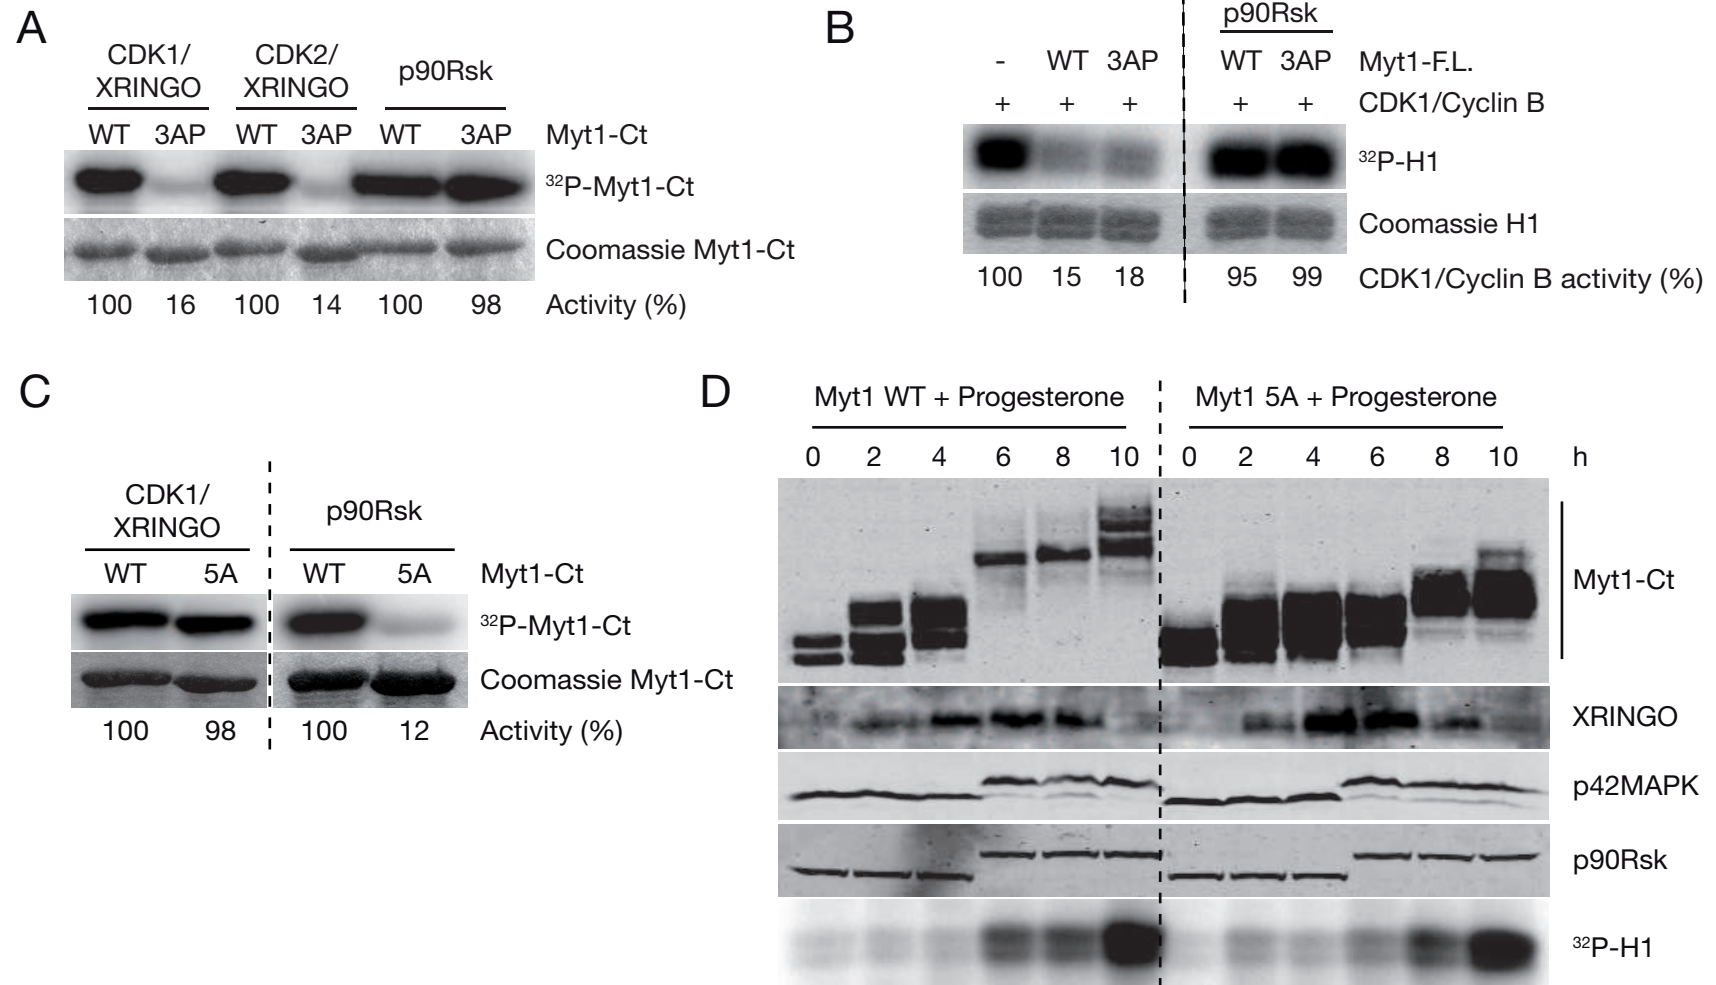 A
CDK1/
XRINGO
CDK2/
XRINGO
p90Rsk
WT 3AP WT 3AP WT 3AP Myt1-Ct
32P-Myt1-Ct
Coomassie Myt1-Ct
100 16 100 14 100 98 Activity (%)
B
p90Rsk
- WT 3AP WT 3AP Myt1-F.L.
+ + + + + CDK1/Cyclin B
32P-H1
Coomassie H1
100 15 18 95 99 CDK1/Cyclin B activity (%)
C
CDK1/
XRINGO
p90Rsk
WT 5A WT 5A Myt1-Ct
32P-Myt1-Ct
Coomassie Myt1-Ct
100 98 100 12 Activity (%)
D
Myt1 WT + Progesterone Myt1 5A + Progesterone
0 2 4 6 8 10 0 2 4 6 8 10 h
Myt1-Ct
XRINGO
p42MAPK
p90Rsk
32P-H1